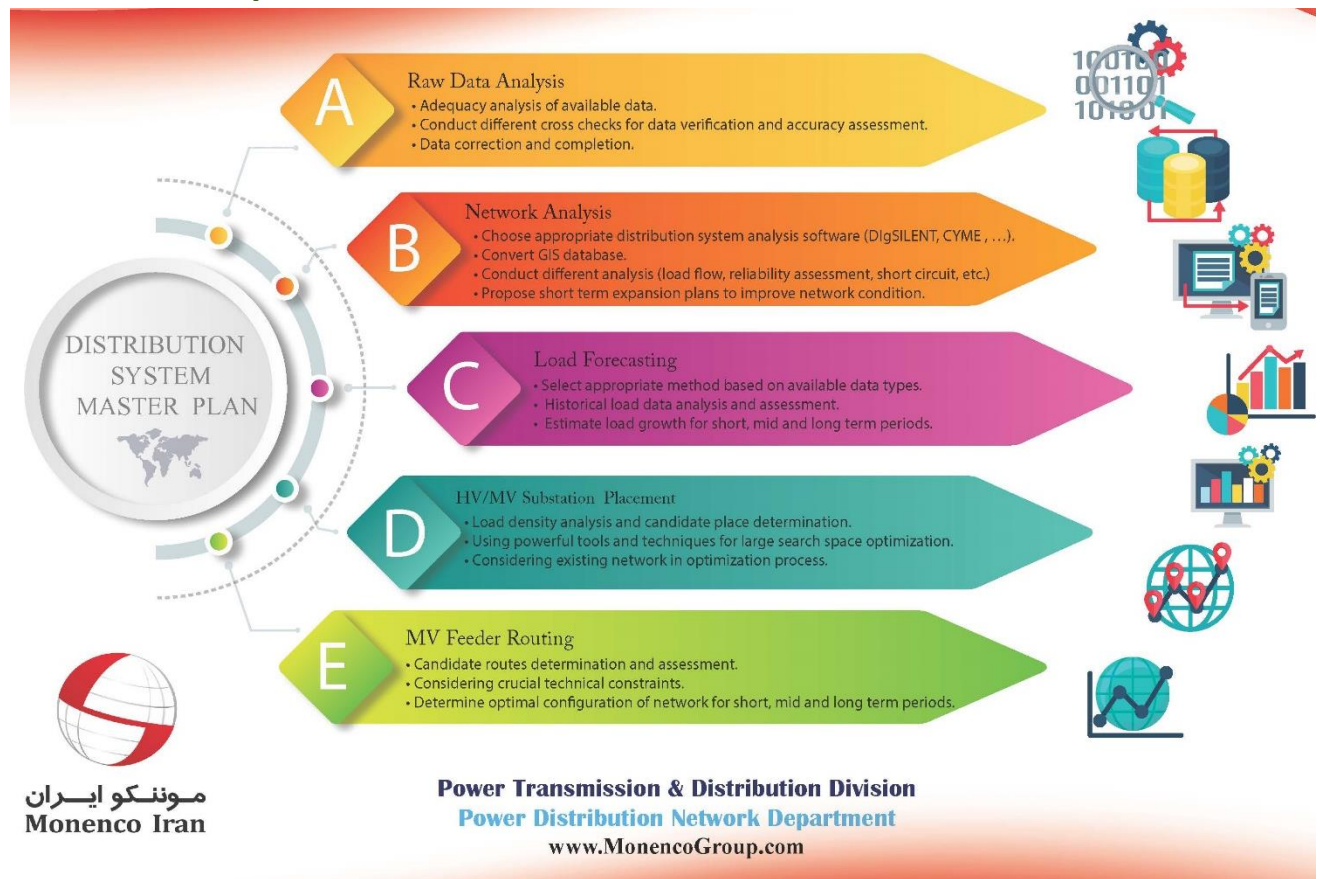 DISTRIBUTION
SYSTEM
MASTER PLAN
A
Raw Data Analysis
• Adequacy analysis of available data.
• Conduct different cross checks for data verification and accuracy assessment.
• Data correction and completion.
B
Network Analysis
• Choose appropriate distribution system analysis software (DIgSILENT, CYME , ...).
• Convert GIS database.
• Conduct different analysis (load flow, reliability assessment, short circuit, etc.)
• Propose short term expansion plans to improve network condition.
C
Load Forecasting
• Select appropriate method based on available data types.
• Historical load data analysis and assessment.
• Estimate load growth for short, mid and long term periods.
D
HV/MV Substation Placement
• Load density analysis and candidate place determination.
• Using powerful tools and techniques for large search space optimization.
• Considering existing network in optimization process.
E
MV Feeder Routing
• Candidate routes determination and assessment.
• Considering crucial technical constraints.
• Determine optimal configuration of network for short, mid and long term periods.
100100
001101
101001
موننکو ایران
Monenco Iran
Power Transmission & Distribution Division
Power Distribution Network Department
www.MonencoGroup.com